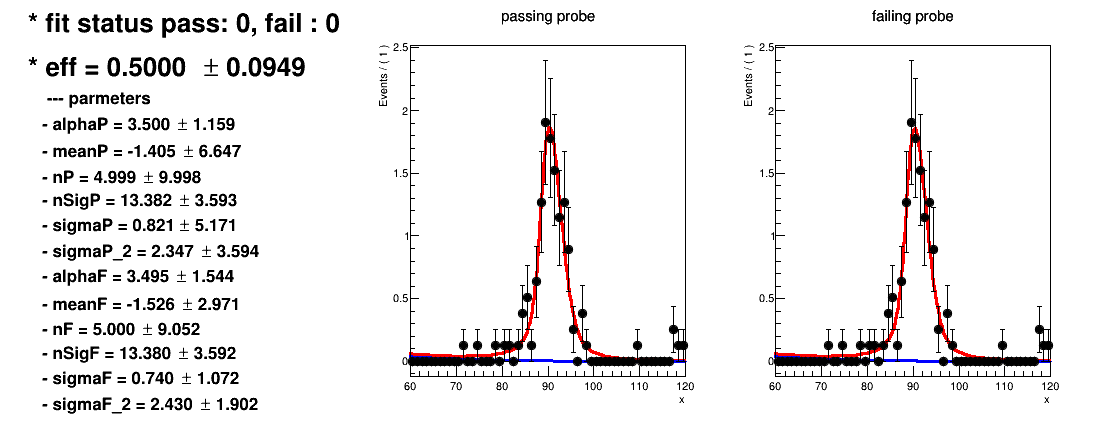 * fit status pass: 0, fail : 0
* eff = 0.5000 ± 0.0949
--- parmeters
- alphaP = 3.500 ± 1.159
- meanP = -1.405 ± 6.647
- nP = 4.999 ± 9.998
- nSigP = 13.382 ± 3.593
- sigmaP = 0.821 ± 5.171
- sigmaP_2 = 2.347 ± 3.594
- alphaF = 3.495 ± 1.544
- meanF = -1.526 ± 2.971
- nF = 5.000 ± 9.052
- nSigF = 13.380 ± 3.592
- sigmaF = 0.740 ± 1.072
- sigmaF_2 = 2.430 ± 1.902
passing probe
Events / ( 1 )
2.5
2
1.5
1
0.5
0
60 70 80 90 100 110 120
x
failing probe
Events / ( 1 )
2.5
2
1.5
1
0.5
0
60 70 80 90 100 110 120
x